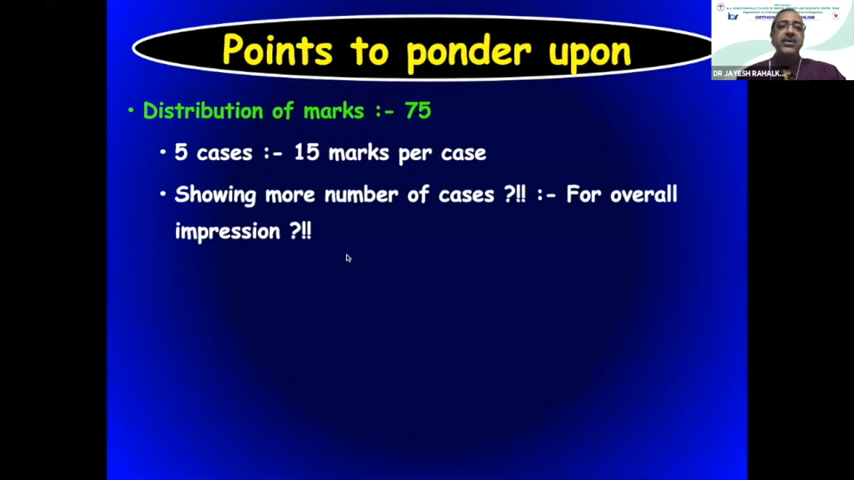 Points to ponder upon
• Distribution of marks :- 75
• 5 cases :- 15 marks per case
• Showing more number of cases ?!! :- For overall
impression ?!!
DR JAYESH RAHALK...